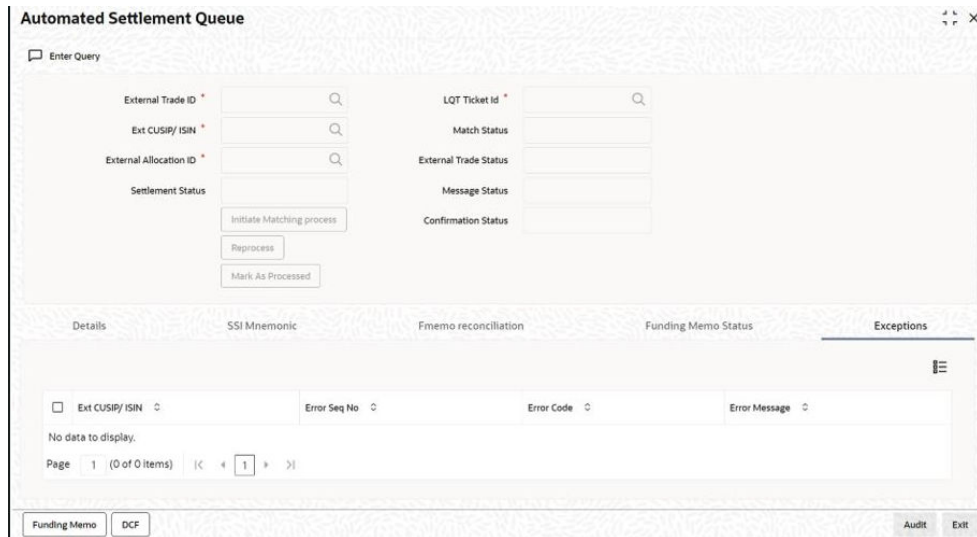 Automated Settlement Queue
Enter Query
External Trade ID * LQT Ticket Id *
Ext CUSIP/ ISIN * Match Status
External Allocation ID * External Trade Status
Settlement Status Message Status
Initiate Matching process Confirmation Status
Reprocess
Mark As Processed
Details SSI Mnemonic Fmemo reconciliation Funding Memo Status Exceptions
Ext CUSIP/ ISIN Error Seq No Error Code Error Message
No data to display.
Page 1 (0 of 0 items) 1
Funding Memo DCF Audit Exit